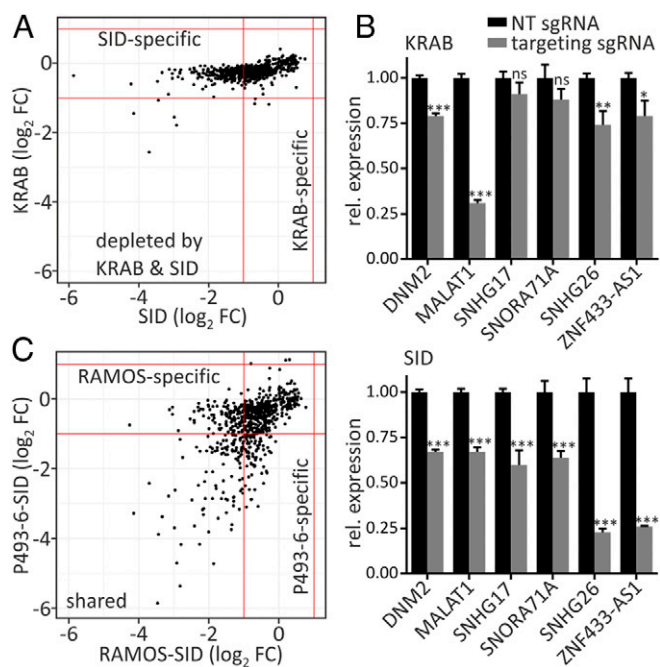 A
SID-specific
KRAB (log2 FC)
0
-2
-4
-6
KRAB-specific
depleted by
KRAB & SID
-6 -4 -2 0
SID (log2 FC)
B
NT sgRNA
KRAB
targeting sgRNA
rel. expression
1.00
0.75
0.50
0.25
0.00
*** *** ns ns ** *
DNM2 MALAT1 SNHG17 SNORA71A SNHG26 ZNF433-AS1
C
RAMOS-specific
P493-6-SID (log2 FC)
0
-2
-4
-6
P493-6-specific
shared
-6 -4 -2 0
RAMOS-SID (log2 FC)
SID
rel. expression
1.00
0.75
0.50
0.25
0.00
*** *** *** *** *** ***
DNM2 MALAT1 SNHG17 SNORA71A SNHG26 ZNF433-AS1